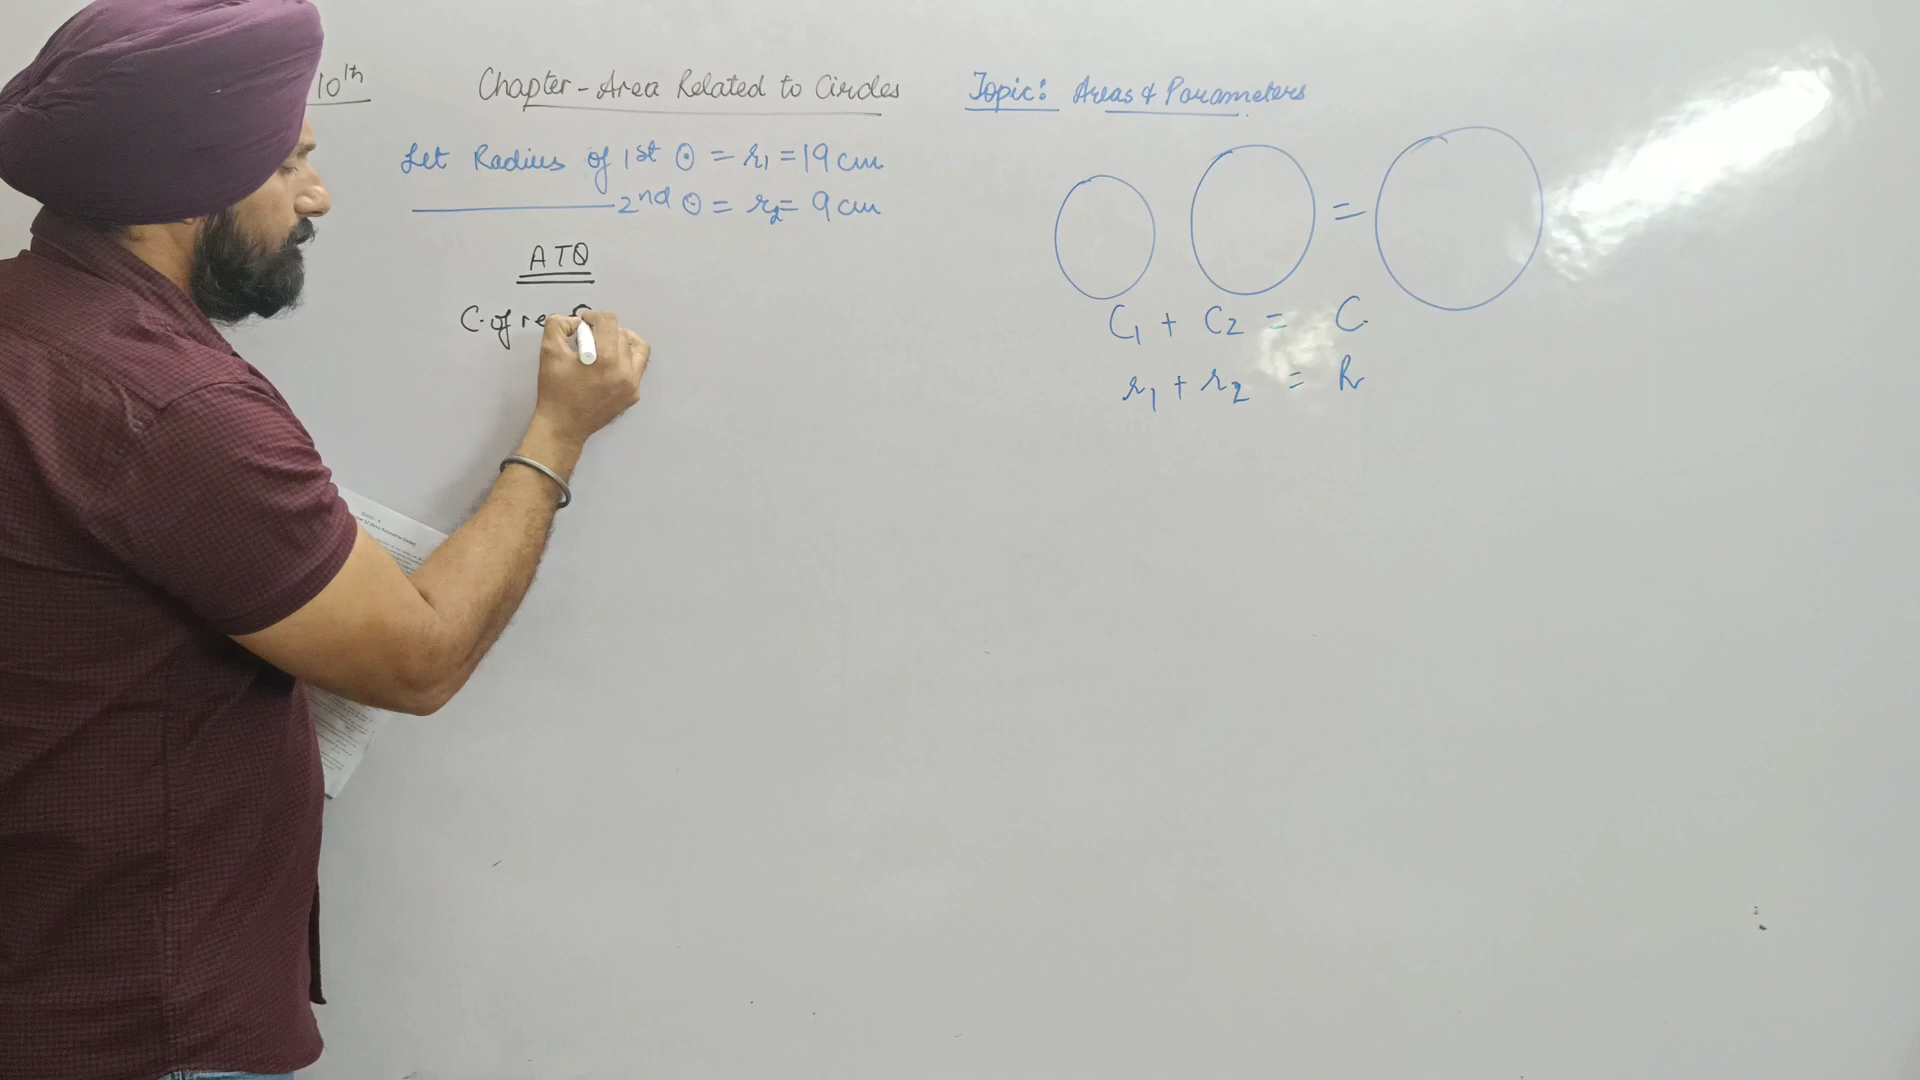 10th
Chapter - Area Related to Circles
Topic: Areas & Parameters
Let Radius of 1st ⊙ = r1 = 19 cm
2nd ⊙ = r2 = 9 cm
ATQ
C. of
=
C1 + C2 = C.
r1 + r2 = R